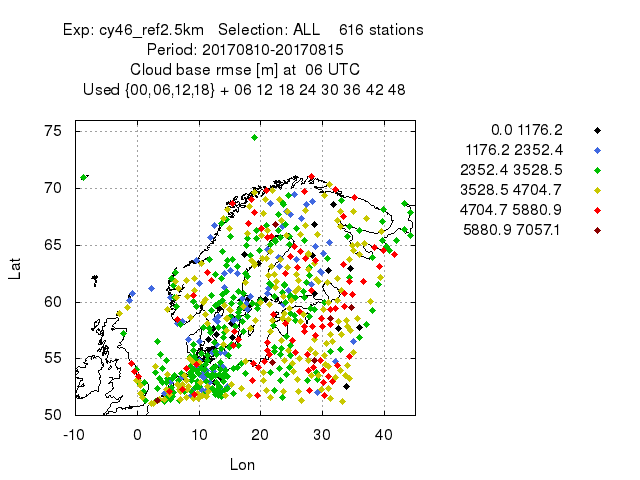 Exp: cy46_ref2.5km   Selection: ALL    616 stations
Period: 20170810-20170815
Cloud base rmse [m] at  06 UTC
Used {00,06,12,18} + 06 12 18 24 30 36 42 48
0.0 1176.2
1176.2 2352.4
2352.4 3528.5
3528.5 4704.7
4704.7 5880.9
5880.9 7057.1
75
70
65
60
55
50
Lat
-10 0 10 20 30 40
Lon